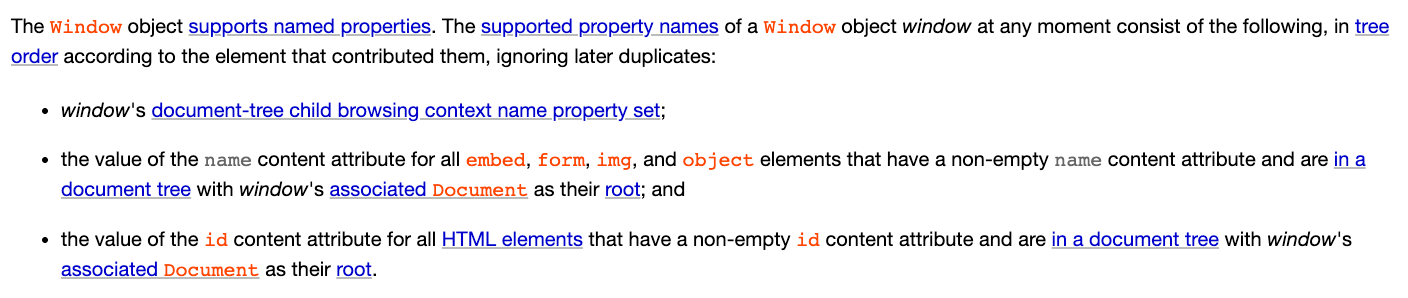 The Window object supports named properties. The supported property names of a Window object window at any moment consist of the following, in tree
order according to the element that contributed them, ignoring later duplicates:
• window's document-tree child browsing context name property set;
• the value of the name content attribute for all embed, form, img, and object elements that have a non-empty name content attribute and are in a
document tree with window's associated Document as their root; and
• the value of the id content attribute for all HTML elements that have a non-empty id content attribute and are in a document tree with window's
associated Document as their root.